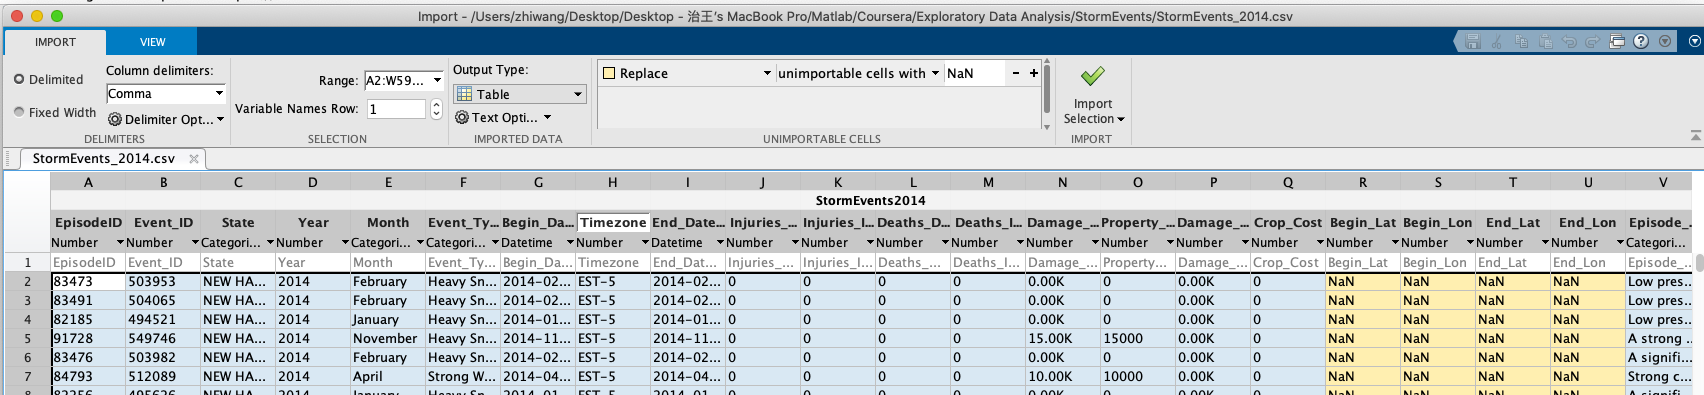 Import - /Users/zhiwang/Desktop/Desktop - 治王's MacBook Pro/Matlab/Coursera/Exploratory Data Analysis/StormEvents/StormEvents_2014.csv
IMPORT VIEW
Delimited
Fixed Width
Column delimiters:
Comma
Delimiter Opt...
DELIMITERS
Range: A2:W59...
Variable Names Row: 1
SELECTION
Output Type:
Table
Text Opti...
IMPORTED DATA
Replace unimportable cells with NaN - +
UNIMPORTABLE CELLS
Import
Selection
IMPORT
StormEvents_2014.csv
A B C D E F G H I J K L M N O P Q R S T U V
StormEvents2014
EpisodeID Event_ID State Year Month Event_Ty... Begin_Da... Timezone End_Date... Injuries_... Injuries_I... Deaths_D... Deaths_I... Damage_... Property_... Damage_... Crop_Cost Begin_Lat Begin_Lon End_Lat End_Lon Episode_...
Number Number Categori... Number Categori... Categori... Datetime Number Datetime Number Number Number Number Number Number Number Number Number Number Number Number Categori...
1 EpisodeID Event_ID State Year Month Event_Ty... Begin_Da... Timezone End_Dat... Injuries_... Injuries_I... Deaths_... Deaths_I... Damage_... Property... Damage_... Crop_Cost Begin_Lat Begin_Lon End_Lat End_Lon Episode_...
2 83473 503953 NEW HA... 2014 February Heavy Sn... 2014-02... EST-5 2014-02... 0 0 0 0 0.00K 0 0.00K 0 NaN NaN NaN NaN Low pres...
3 83491 504065 NEW HA... 2014 February Heavy Sn... 2014-02... EST-5 2014-02... 0 0 0 0 0.00K 0 0.00K 0 NaN NaN NaN NaN Low pres...
4 82185 494521 NEW HA... 2014 January Heavy Sn... 2014-01... EST-5 2014-01... 0 0 0 0 0.00K 0 0.00K 0 NaN NaN NaN NaN Low pres...
5 91728 549746 NEW HA... 2014 November Heavy Sn... 2014-11... EST-5 2014-11... 0 0 0 0 15.00K 15000 0.00K 0 NaN NaN NaN NaN A strong ...
6 83476 503982 NEW HA... 2014 February Heavy Sn... 2014-02... EST-5 2014-02... 0 0 0 0 0.00K 0 0.00K 0 NaN NaN NaN NaN A signifi...
7 84793 512089 NEW HA... 2014 April Strong W... 2014-04... EST-5 2014-04... 0 0 0 0 10.00K 10000 0.00K 0 NaN NaN NaN NaN Strong c...